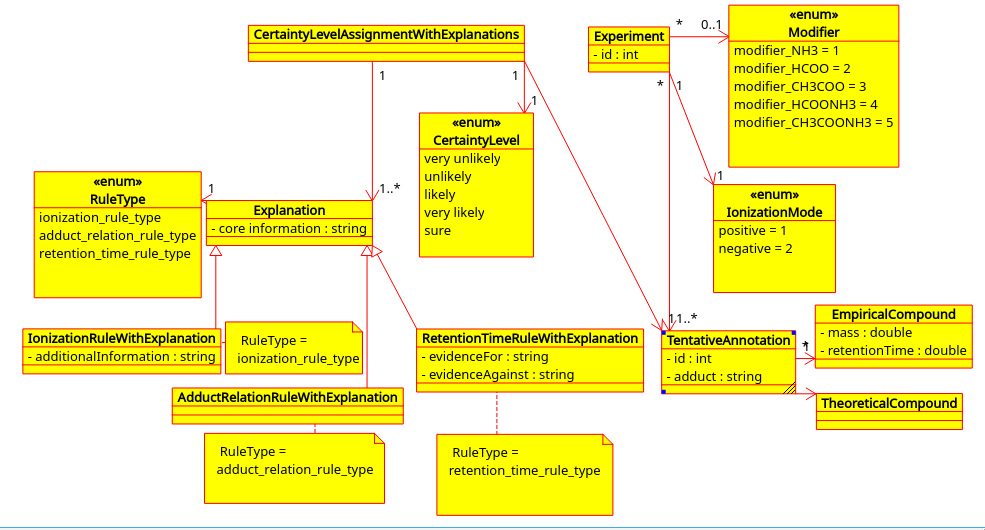 CertaintyLevelAssignmentWithExplanations
1
1
1
1..*
«enum»
CertaintyLevel
very unlikely
unlikely
likely
very likely
sure
Experiment
- id : int
*
0..1
*
1
1
«enum»
Modifier
modifier_NH3 = 1
modifier_HCOO = 2
modifier_CH3COO = 3
modifier_HCOONH3 = 4
modifier_CH3COONH3 = 5
«enum»
IonizationMode
positive = 1
negative = 2
«enum»
RuleType
ionization_rule_type
adduct_relation_rule_type
retention_time_rule_type
1
Explanation
- core information : string
IonizationRuleWithExplanation
- additionalInformation : string
RuleType =
ionization_rule_type
AdductRelationRuleWithExplanation
RuleType =
adduct_relation_rule_type
RetentionTimeRuleWithExplanation
- evidenceFor : string
- evidenceAgainst : string
RuleType =
retention_time_rule_type
1
1..*
TentativeAnnotation
- id : int
- adduct : string
*
1
EmpiricalCompound
- mass : double
- retentionTime : double
TheoreticalCompound